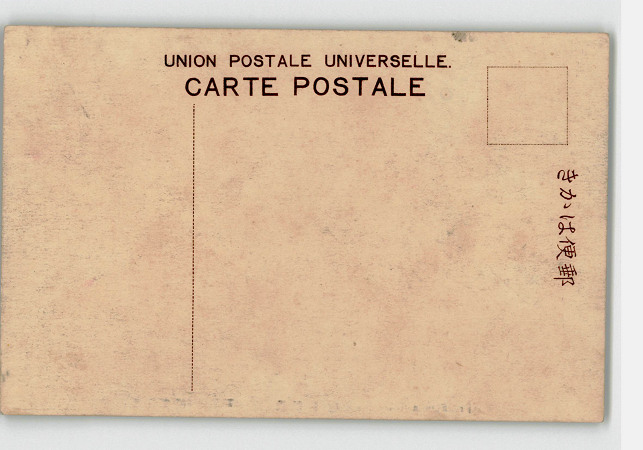 UNION POSTALE UNIVERSELLE.
CARTE POSTALE
きかは便郵